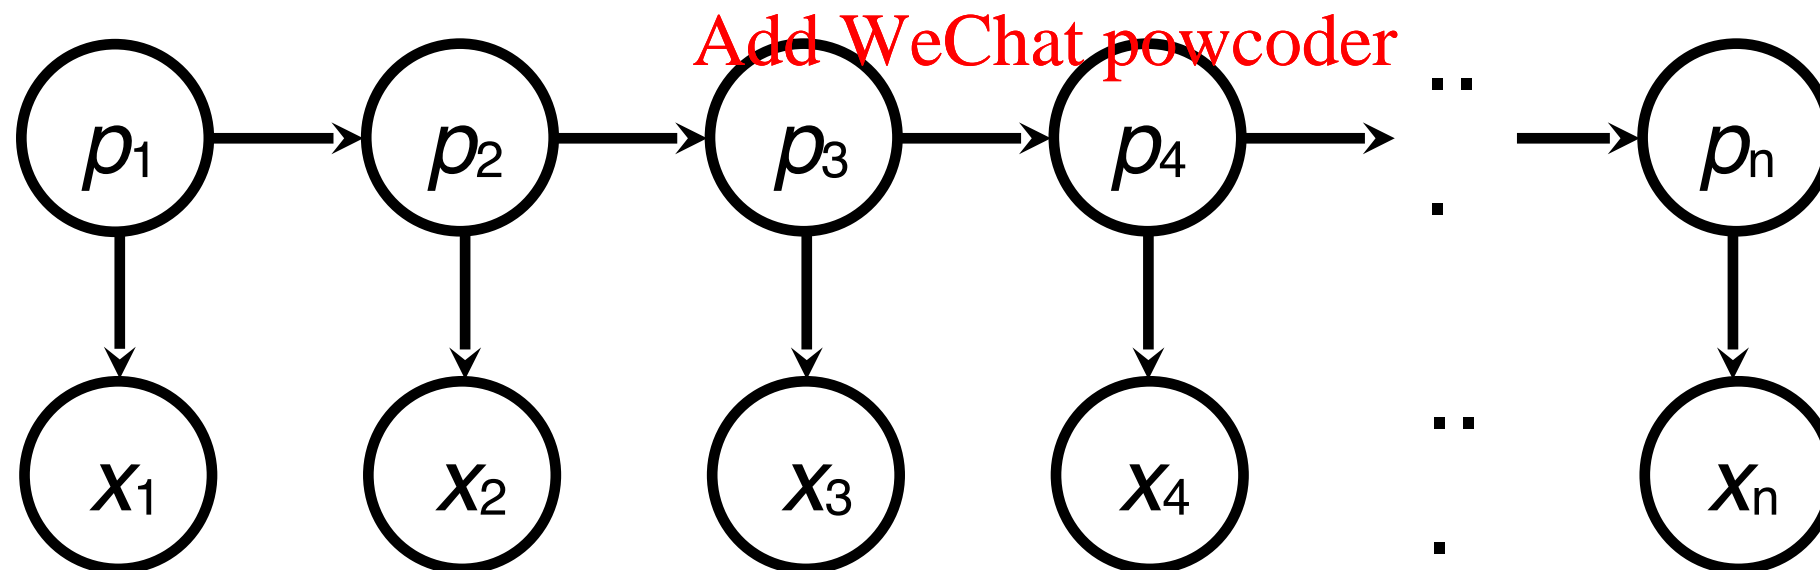 Add WeChat powcoder
p1 p2 p3 p4 .. pn
.
x1 x2 x3 x4 .. xn
.